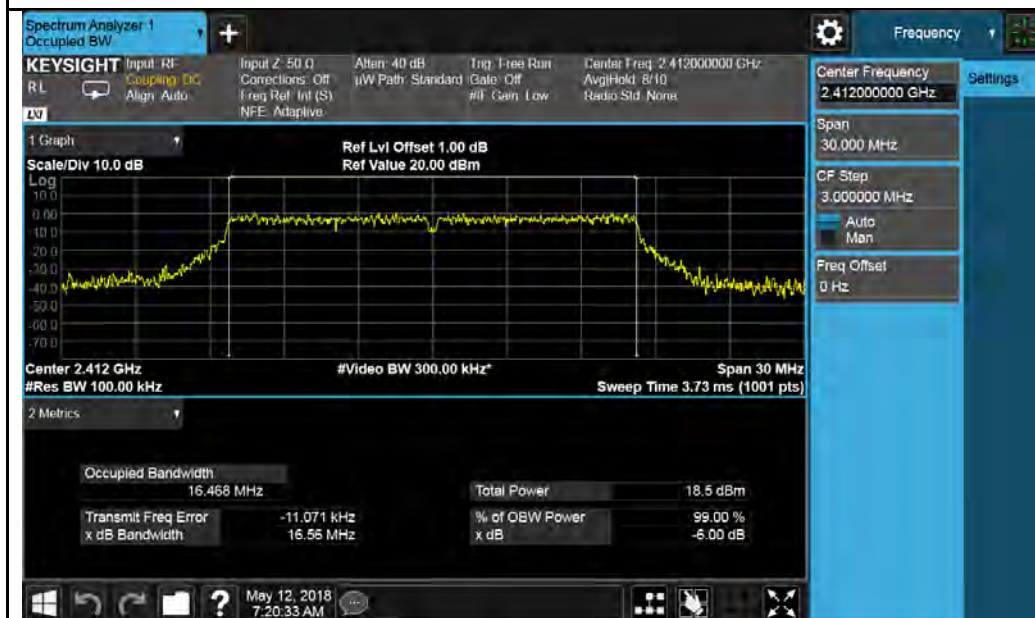 Spectrum Analyzer 1
Occupied BW
+
Frequency
KEYSIGHT
RL
LXI
Input: RF
Coupling: DC
Align: Auto
Input Z: 50 Ω
Corrections: Off
Freq Ref: Int (S)
NFE: Adaptive
Atten: 40 dB
µW Path: Standard
Trig: Free Run
Gate: Off
#IF Gain: Low
Center Freq: 2.412000000 GHz
Avg|Hold: 8/10
Radio Std: None
1 Graph
Scale/Div 10.0 dB
Ref Lvl Offset 1.00 dB
Ref Value 20.00 dBm
Log
10.0
0.00
-10.0
-20.0
-30.0
-40.0
-50.0
-60.0
-70.0
Center 2.412 GHz
#Video BW 300.00 kHz*
Span 30 MHz
#Res BW 100.00 kHz
Sweep Time 3.73 ms (1001 pts)
2 Metrics
Occupied Bandwidth
16.468 MHz
Total Power 18.5 dBm
Transmit Freq Error -11.071 kHz
% of OBW Power 99.00 %
x dB Bandwidth 16.56 MHz
x dB -6.00 dB
Center Frequency
2.412000000 GHz
Settings
Span
30.000 MHz
CF Step
3.000000 MHz
Auto
Man
Freq Offset
0 Hz
?
May 12, 2018
7:20:33 AM